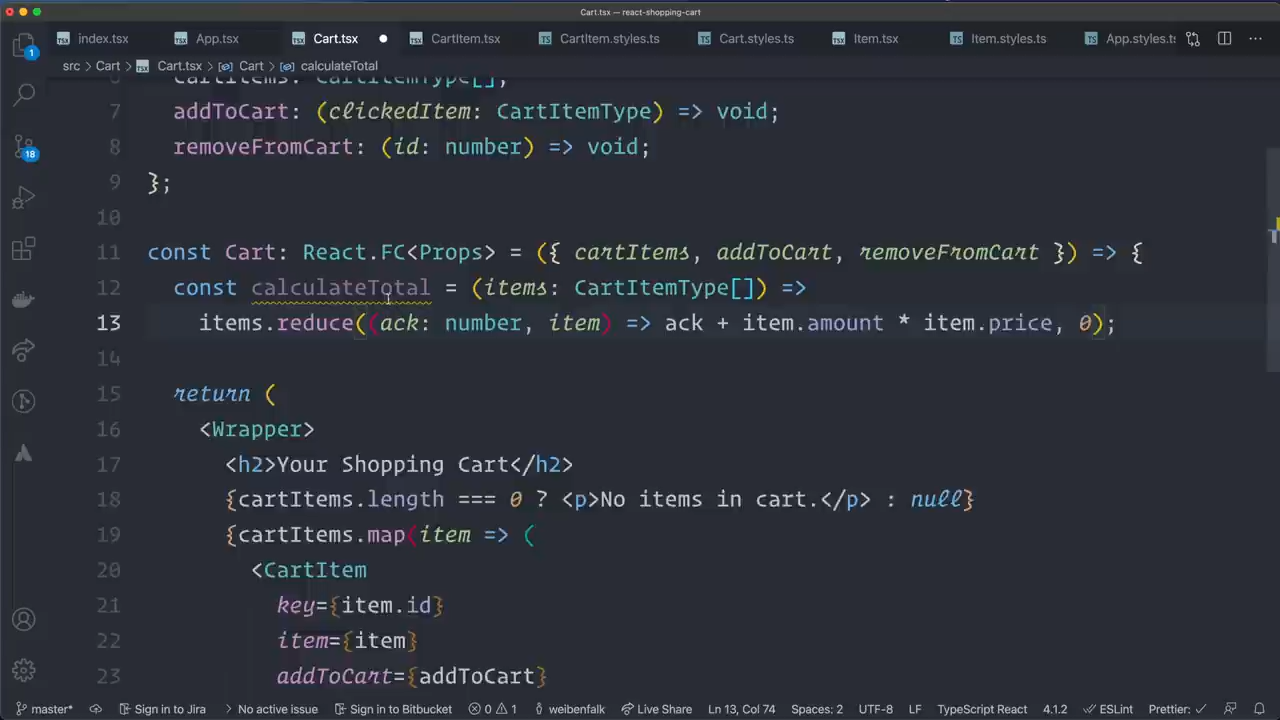 Cart.tsx — react-shopping-cart
index.tsx App.tsx Cart.tsx CartItem.tsx CartItem.styles.ts Cart.styles.ts Item.tsx Item.styles.ts App.styles.ts
src > Cart > Cart.tsx > Cart > calculateTotal
6 cartItems: CartItemType[];
7 addToCart: (clickedItem: CartItemType) => void;
8 removeFromCart: (id: number) => void;
9 };
10
11 const Cart: React.FC<Props> = ({ cartItems, addToCart, removeFromCart }) => {
12 const calculateTotal = (items: CartItemType[]) =>
13 items.reduce((ack: number, item) => ack + item.amount * item.price, 0);
14
15 return (
16 <Wrapper>
17 <h2>Your Shopping Cart</h2>
18 {cartItems.length === 0 ? <p>No items in cart.</p> : null}
19 {cartItems.map(item => (
20 <CartItem
21 key={item.id}
22 item={item}
23 addToCart={addToCart}
1
18
master* Sign in to Jira No active issue Sign in to Bitbucket 0 1 weibenfalk Live Share Ln 13, Col 74 Spaces: 2 UTF-8 LF TypeScript React 4.1.2 ESLint Prettier: ✓